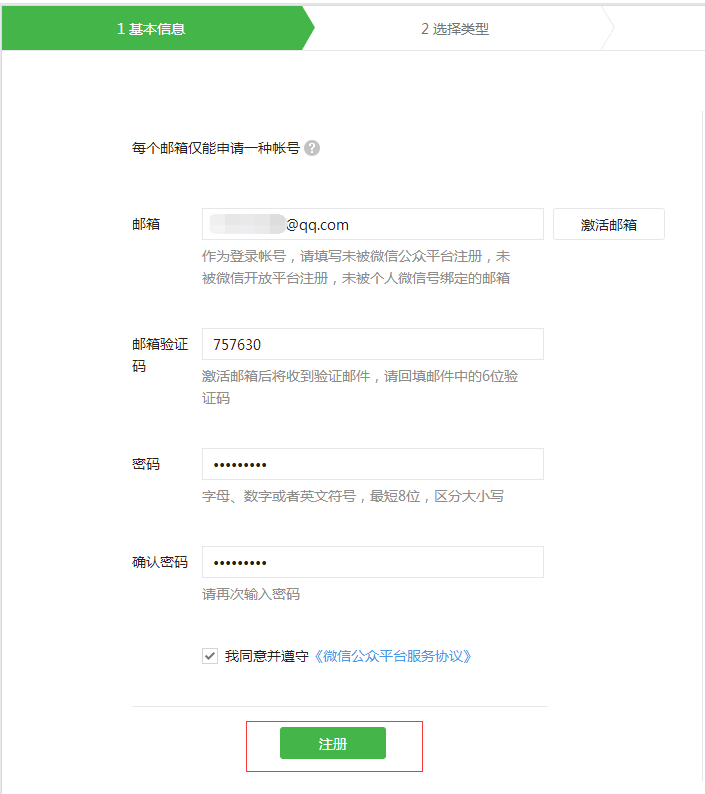 1 基本信息
2 选择类型
每个邮箱仅能申请一种帐号 ?
邮箱
@qq.com
激活邮箱
作为登录帐号，请填写未被微信公众平台注册，未
被微信开放平台注册，未被个人微信号绑定的邮箱
邮箱验证
码
757630
激活邮箱后将收到验证邮件，请回填邮件中的6位验
证码
密码
•••••••••
字母、数字或者英文符号，最短8位，区分大小写
确认密码
•••••••••
请再次输入密码
我同意并遵守《微信公众平台服务协议》
注册